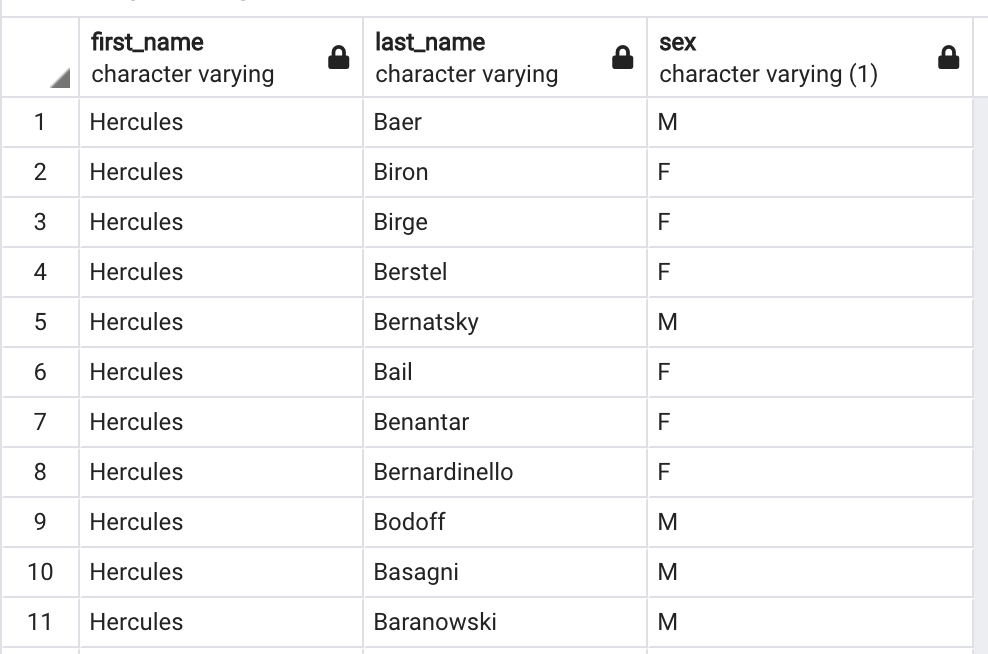 first_name last_name sex
character varying character varying character varying (1)
1 Hercules Baer M
2 Hercules Biron F
3 Hercules Birge F
4 Hercules Berstel F
5 Hercules Bernatsky M
6 Hercules Bail F
7 Hercules Benantar F
8 Hercules Bernardinello F
9 Hercules Bodoff M
10 Hercules Basagni M
11 Hercules Baranowski M